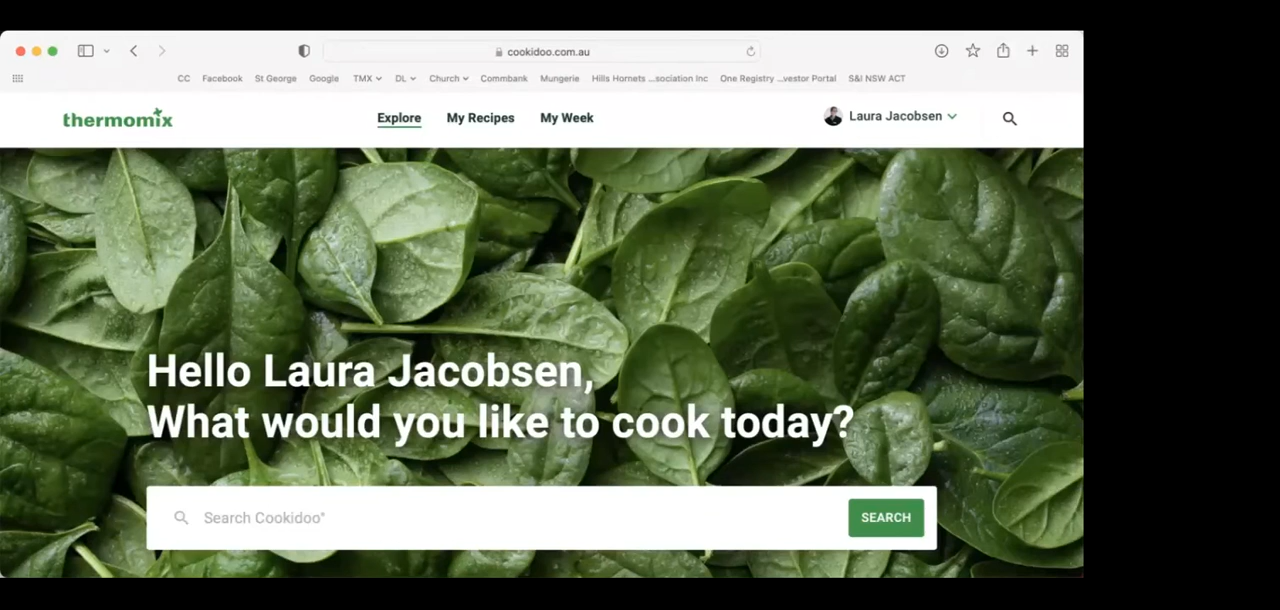 cookidoo.com.au
CC Facebook St George Google TMX DL Church Commbank Mungerie Hills Hornets ...sociation Inc One Registry ...vestor Portal S&I NSW ACT
thermomix Explore My Recipes My Week Laura Jacobsen
Hello Laura Jacobsen,
What would you like to cook today?
Search Cookidoo® SEARCH